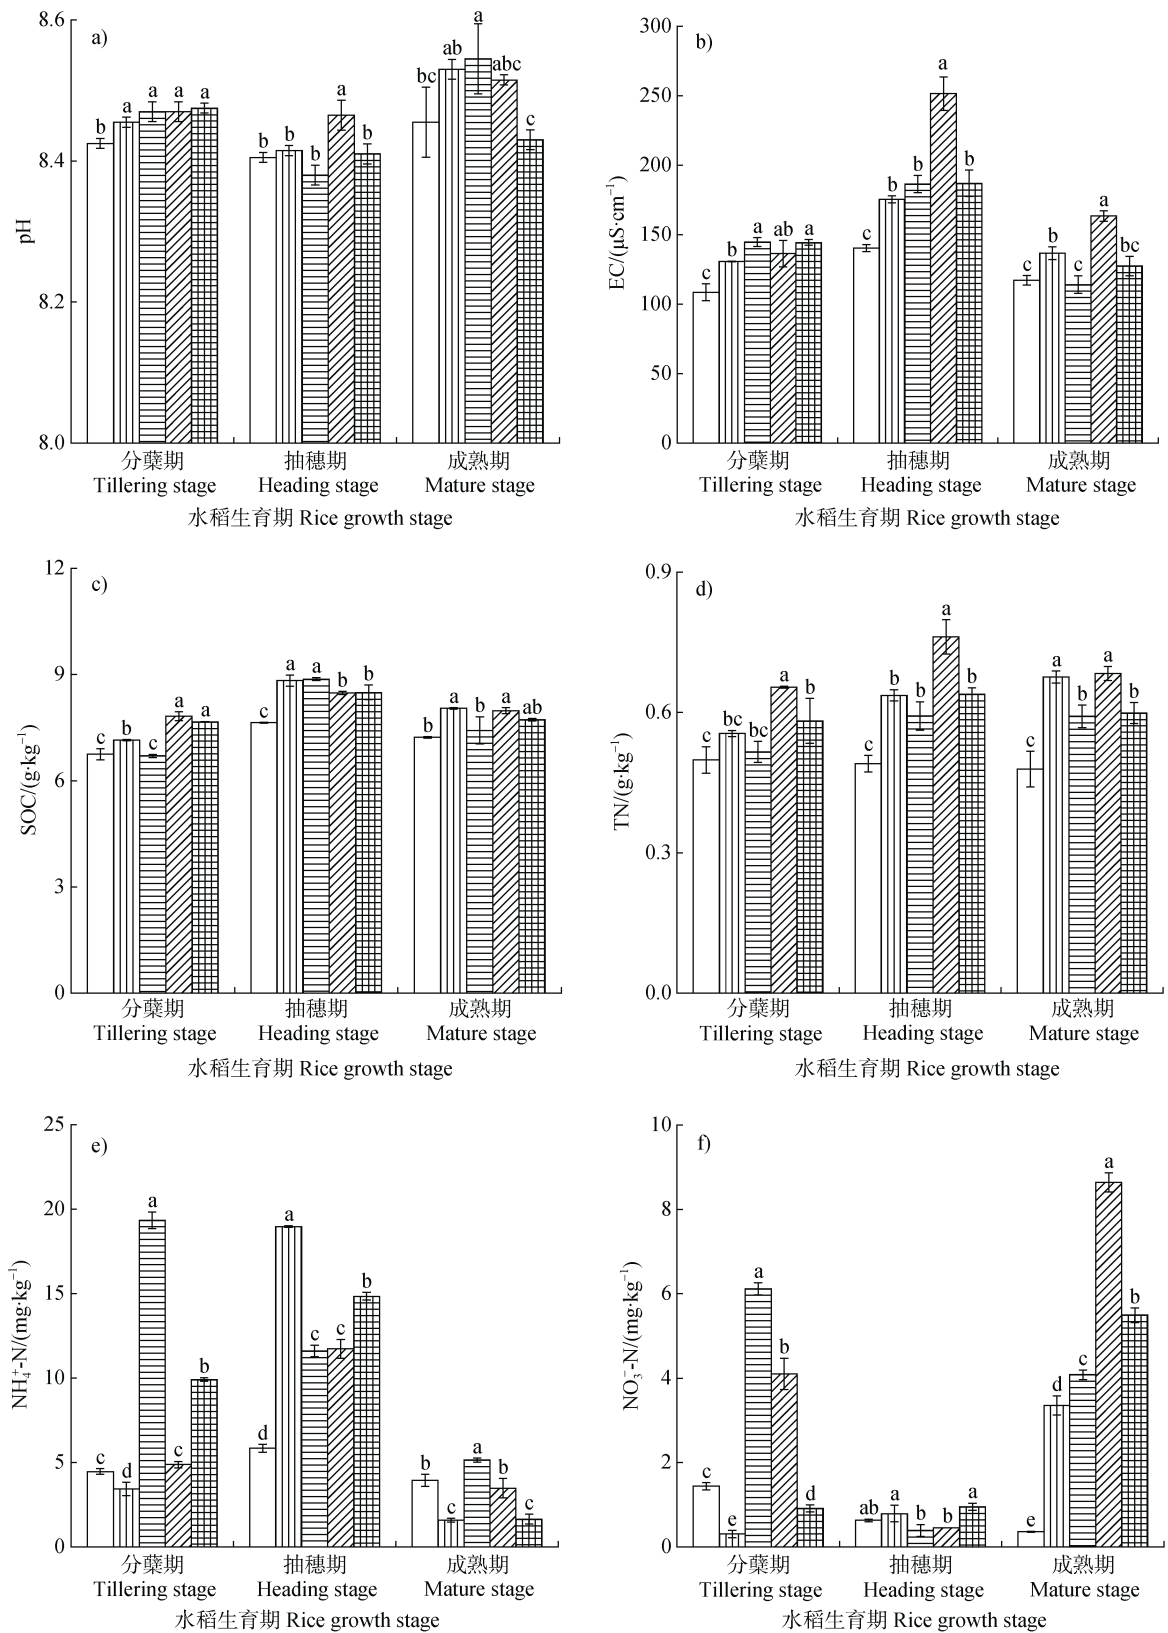 8.6
a)
8.4
8.2
8.0
pH
b a a a a
b b b a b
bc ab a abc c
分蘖期 抽穗期 成熟期
Tillering stage Heading stage Mature stage
水稻生育期 Rice growth stage
300
b)
250
200
150
100
50
0
EC/(μS·cm⁻¹)
c b a ab a
c b b a b
c b c a bc
分蘖期 抽穗期 成熟期
Tillering stage Heading stage Mature stage
水稻生育期 Rice growth stage
12
c)
9
6
3
0
SOC/(g·kg⁻¹)
c b c a a
c a a b b
b a b a ab
分蘖期 抽穗期 成熟期
Tillering stage Heading stage Mature stage
水稻生育期 Rice growth stage
0.9
d)
0.6
0.3
0.0
TN/(g·kg⁻¹)
c bc bc a b
c b b a b
c a b a b
分蘖期 抽穗期 成熟期
Tillering stage Heading stage Mature stage
水稻生育期 Rice growth stage
25
e)
20
15
10
5
0
NH₄⁺-N/(mg·kg⁻¹)
c d a c b
d a c c b
b c a b c
分蘖期 抽穗期 成熟期
Tillering stage Heading stage Mature stage
水稻生育期 Rice growth stage
10
f)
8
6
4
2
0
NO₃⁻-N/(mg·kg⁻¹)
c e a b d
ab a b b a
e d c a b
分蘖期 抽穗期 成熟期
Tillering stage Heading stage Mature stage
水稻生育期 Rice growth stage